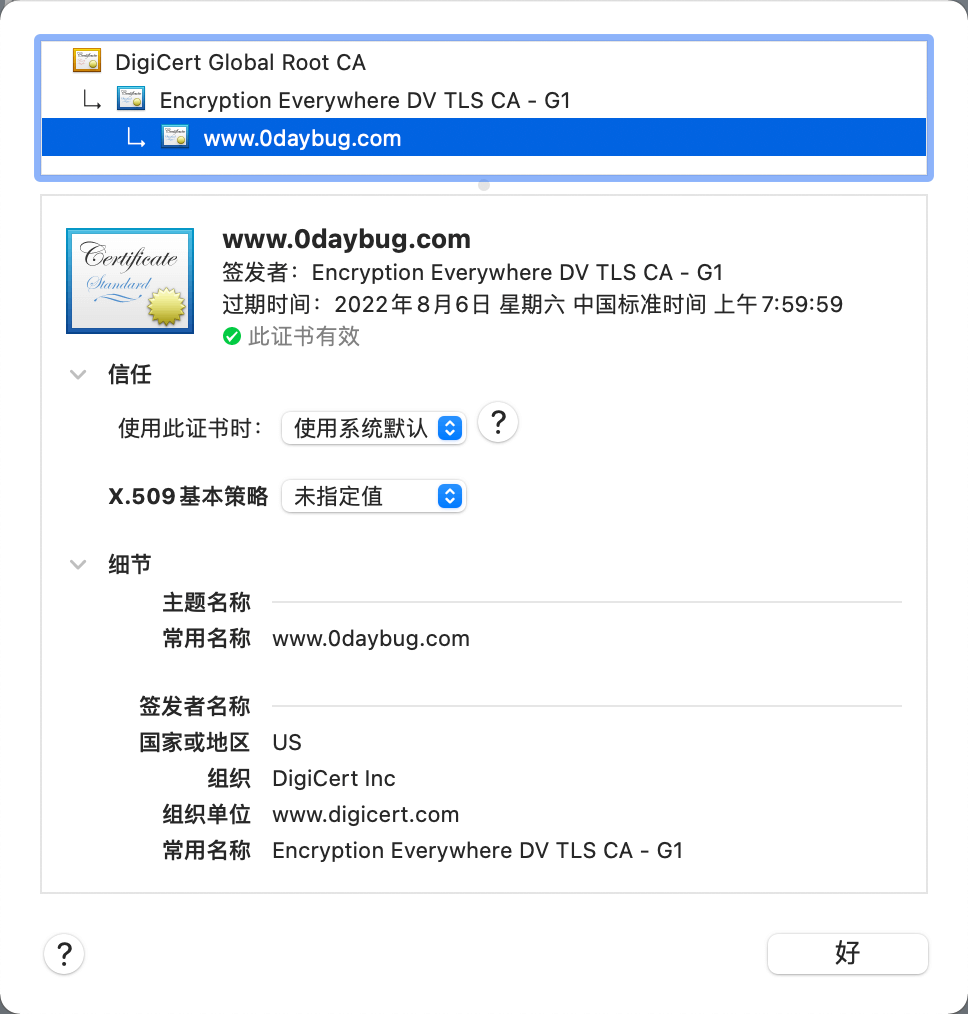 DigiCert Global Root CA
Encryption Everywhere DV TLS CA - G1
www.0daybug.com
Certificate
Standard
www.0daybug.com
签发者：Encryption Everywhere DV TLS CA - G1
过期时间：2022年8月6日 星期六 中国标准时间 上午7:59:59
此证书有效
信任
使用此证书时： 使用系统默认 ?
X.509基本策略 未指定值
细节
主题名称
常用名称 www.0daybug.com
签发者名称
国家或地区 US
组织 DigiCert Inc
组织单位 www.digicert.com
常用名称 Encryption Everywhere DV TLS CA - G1
? 好